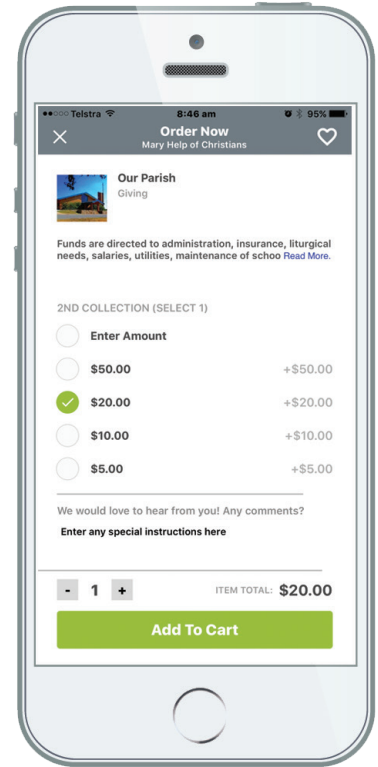 Telstra 8:46 am 95%
Order Now
Mary Help of Christians
Our Parish
Giving
Funds are directed to administration, insurance, liturgical
needs, salaries, utilities, maintenance of schoo Read More.
2ND COLLECTION (SELECT 1)
Enter Amount
$50.00 +$50.00
$20.00 +$20.00
$10.00 +$10.00
$5.00 +$5.00
We would love to hear from you! Any comments?
Enter any special instructions here
- 1 + ITEM TOTAL: $20.00
Add To Cart